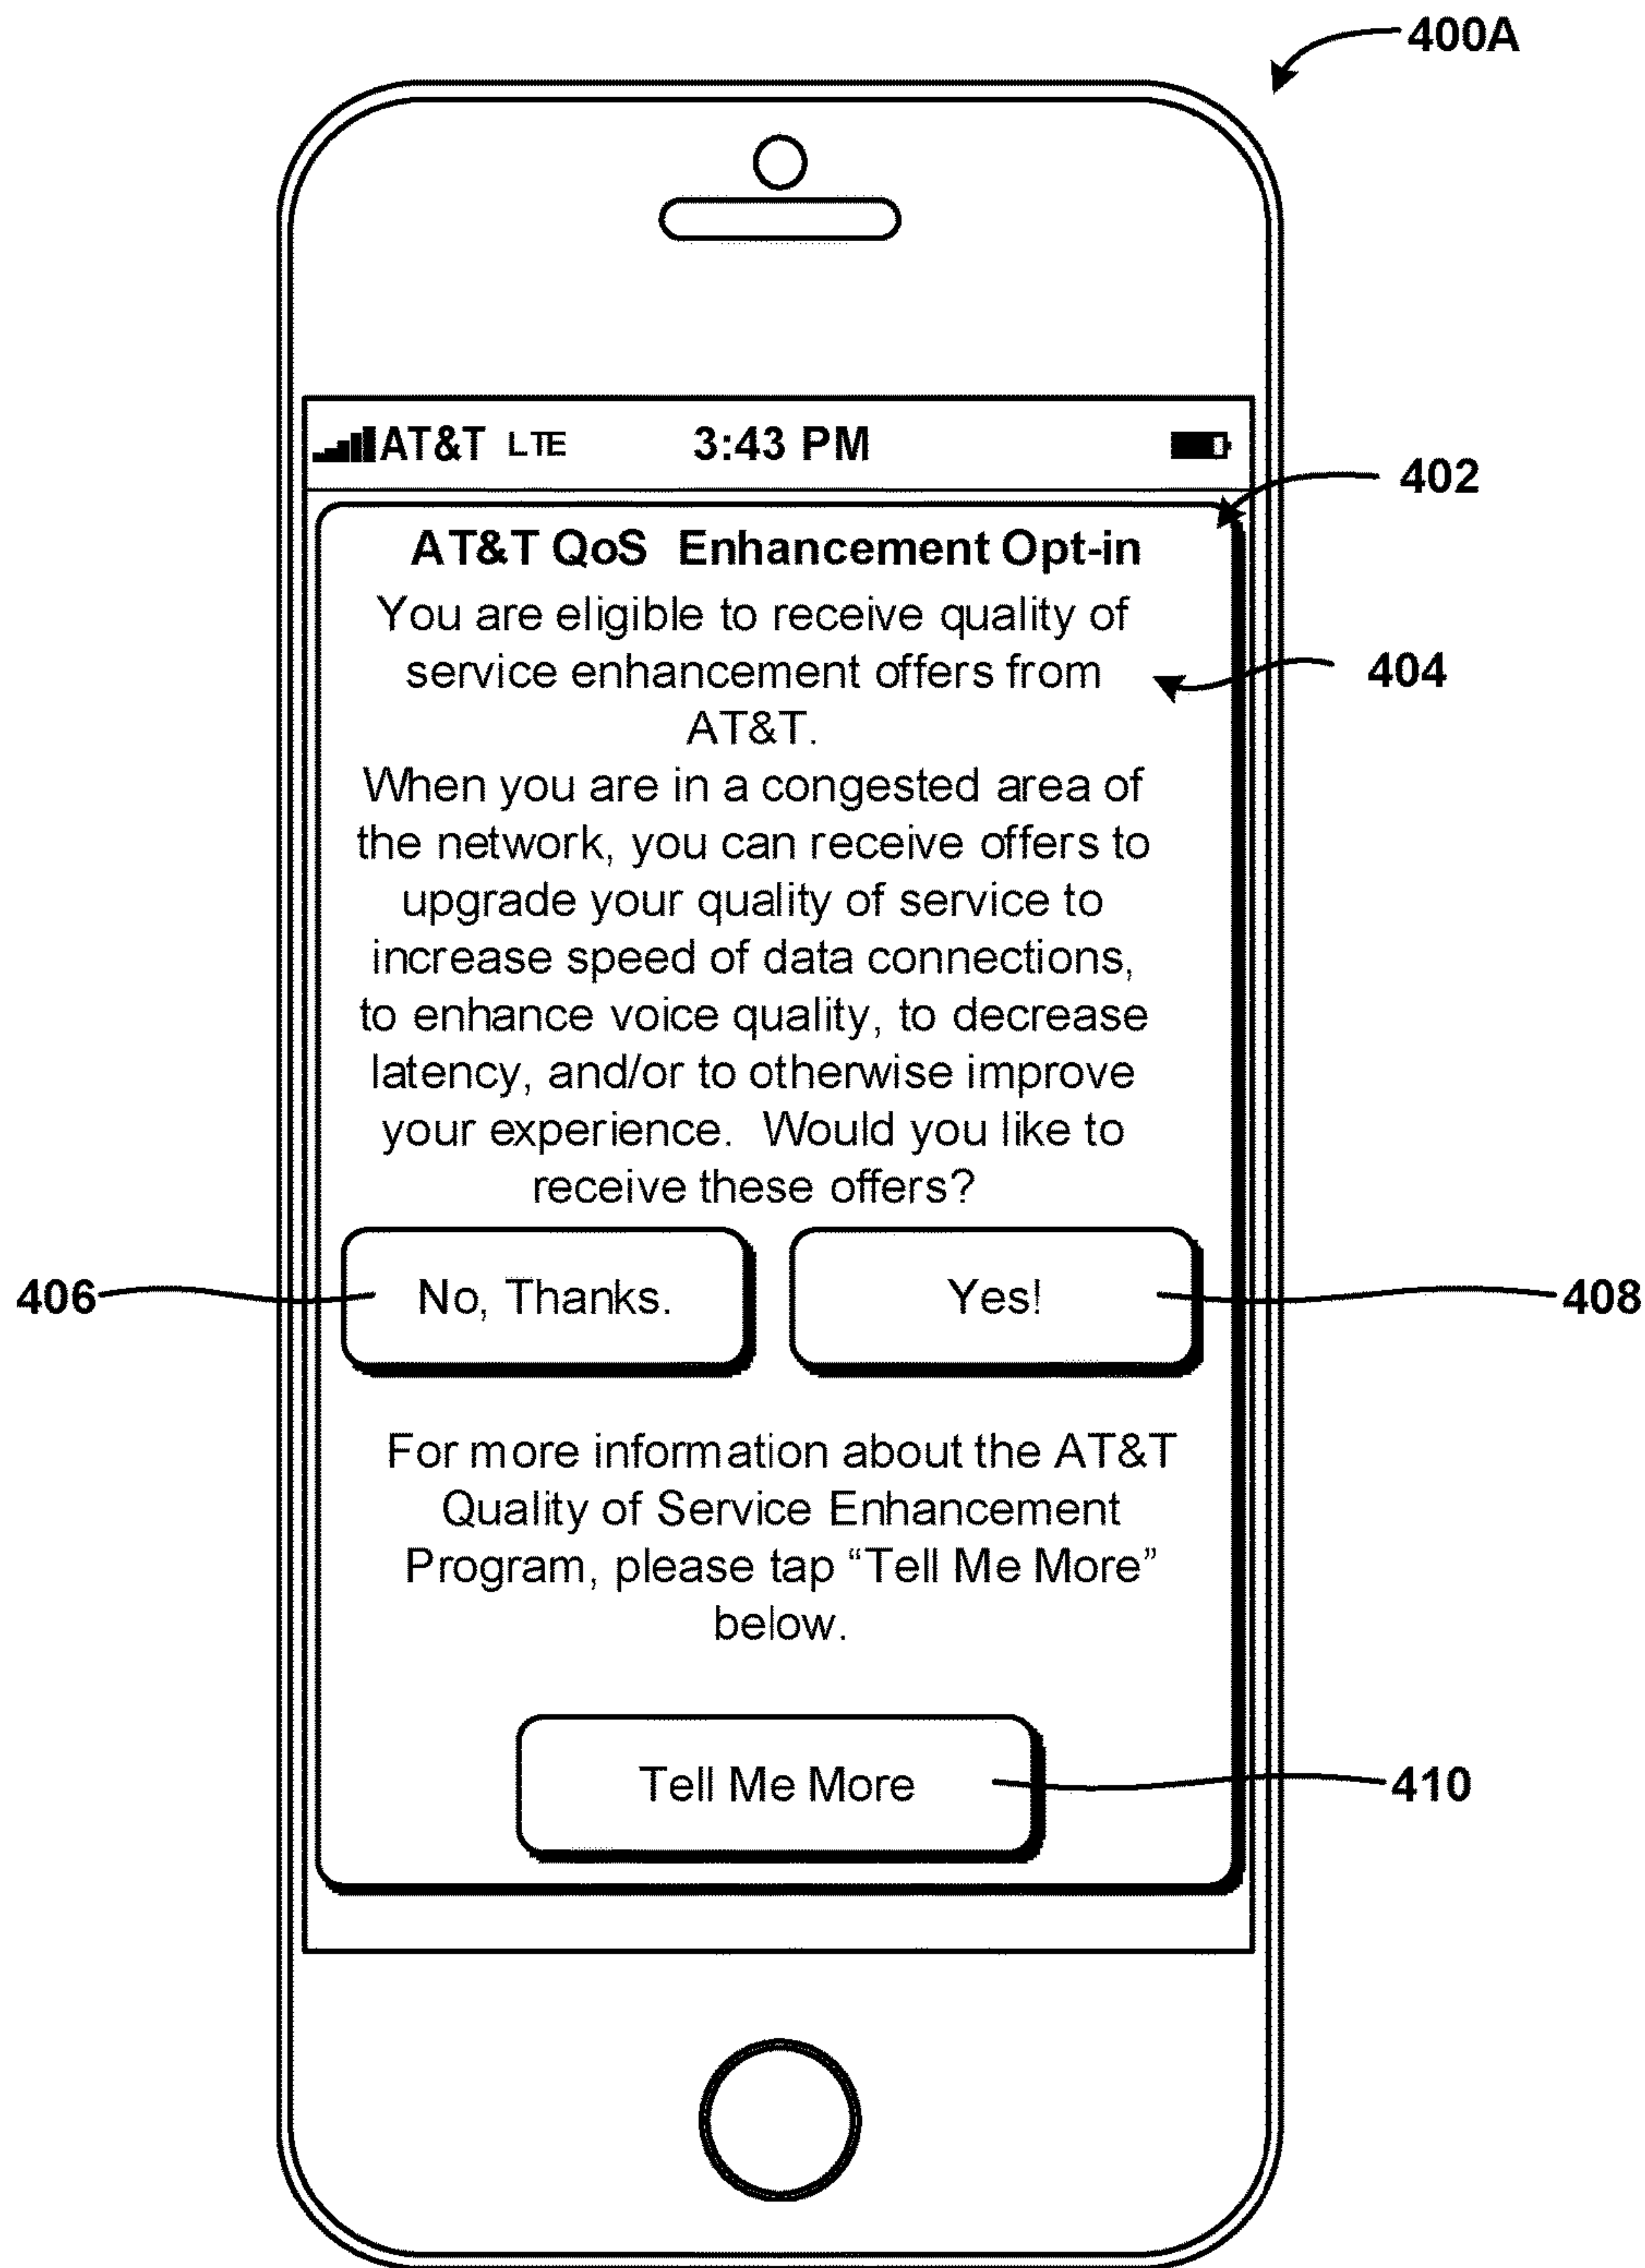 400A
AT&T LTE 3:43 PM
402
AT&T QoS Enhancement Opt-in
You are eligible to receive quality of
service enhancement offers from
404
AT&T.
When you are in a congested area of
the network, you can receive offers to
upgrade your quality of service to
increase speed of data connections,
to enhance voice quality, to decrease
latency, and/or to otherwise improve
your experience. Would you like to
receive these offers?
406 No, Thanks. Yes! 408
For more information about the AT&T
Quality of Service Enhancement
Program, please tap “Tell Me More”
below.
Tell Me More 410